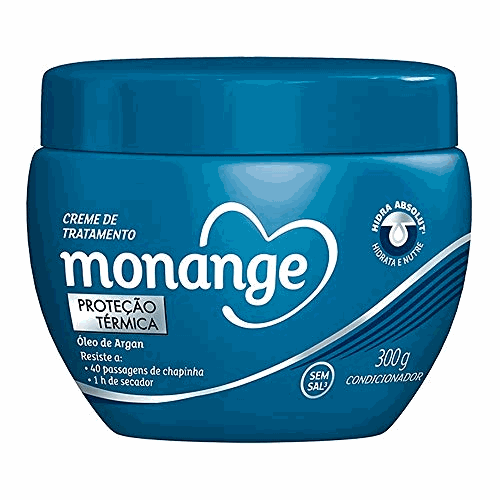 CREME DE
TRATAMENTO
monange
PROTEÇÃO
TÉRMICA
Óleo de Argan
Resiste a:
• 40 passagens de chapinha
• 1 h de secador
HIDRA ABSOLUT+
HIDRATA E NUTRE
SEM
SAL³
300g
CONDICIONADOR